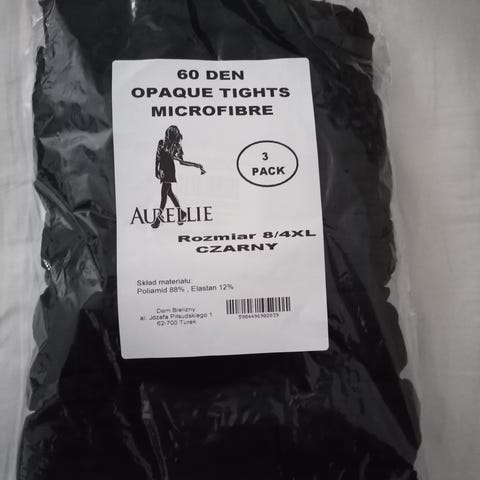 60 DEN
OPAQUE TIGHTS
MICROFIBRE
3
PACK
AURELLIE
Rozmiar 8/4XL
CZARNY
Skład materiału:
Poliamid 88% , Elastan 12%
Dom Bielizny
al. Józefa Piłsudskiego 1
62-700 Turek